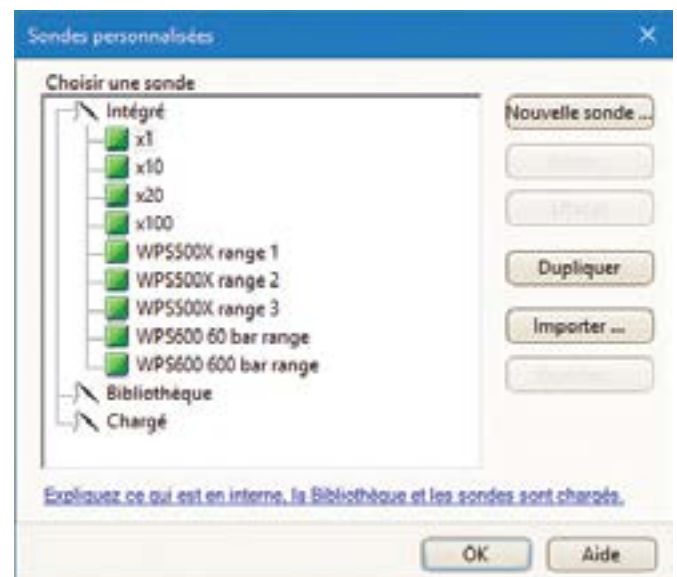 Sondes personnalisées
Choisir une sonde
Intégré
x1
x10
x20
x100
WPS500X range 1
WPS500X range 2
WPS500X range 3
WPS600 60 bar range
WPS600 600 bar range
Bibliothèque
Chargé
Nouvelle sonde ...
Dupliquer
Importer ...
Expliquez ce qui est en interne, la Bibliothèque et les sondes sont chargés.
OK
Aide